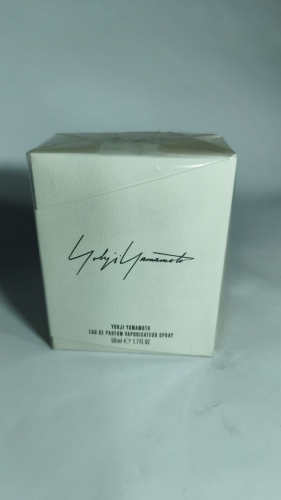 Yohji Yamamoto
YOHJI YAMAMOTO
EAU DE PARFUM VAPORISATEUR SPRAY
50ml ℮ 1.7FL.OZ